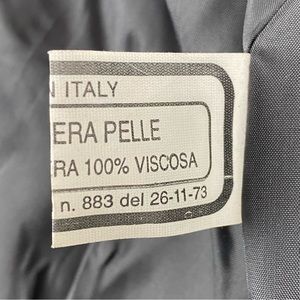 N ITALY
ERA PELLE
ERA 100% VISCOSA
n. 883 del 26-11-73